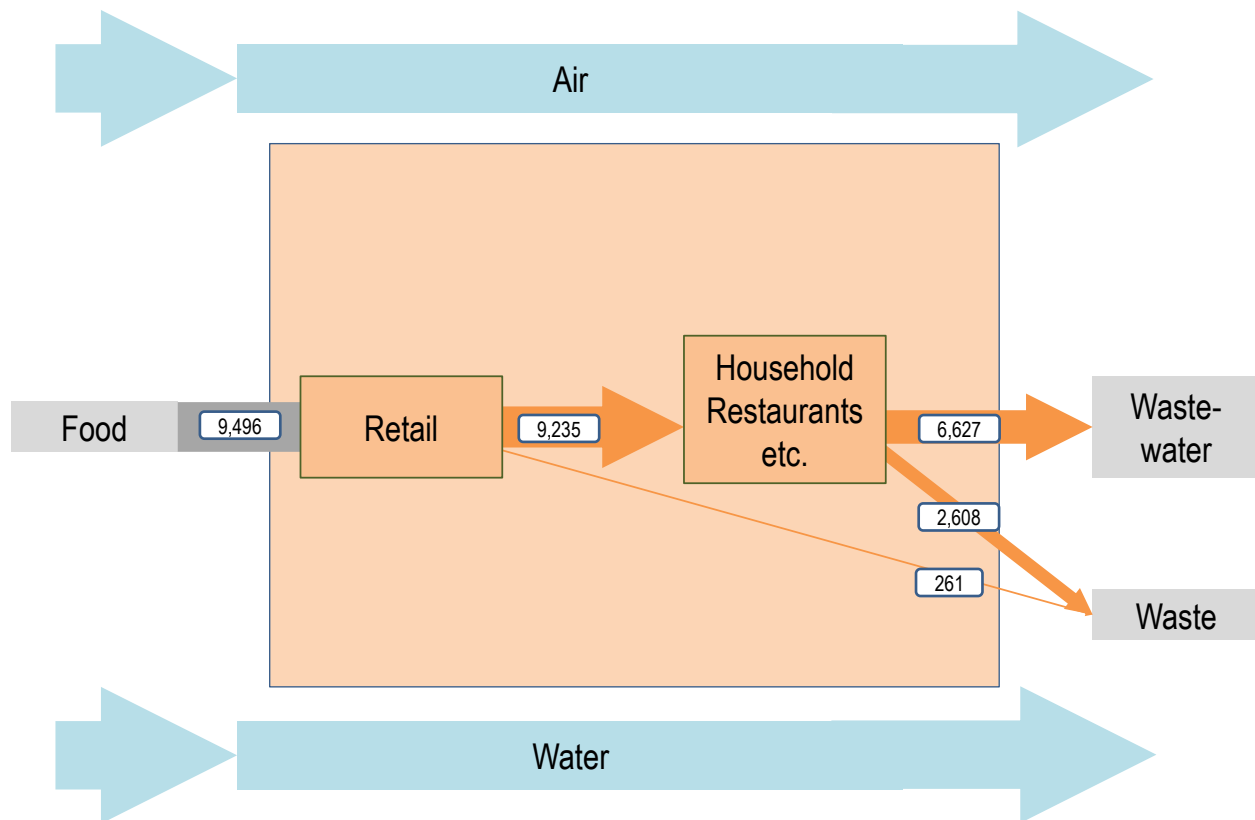 Air
Food
9,496
Retail
9,235
Household
Restaurants
etc.
6,627
Waste-
water
2,608
261
Waste
Water